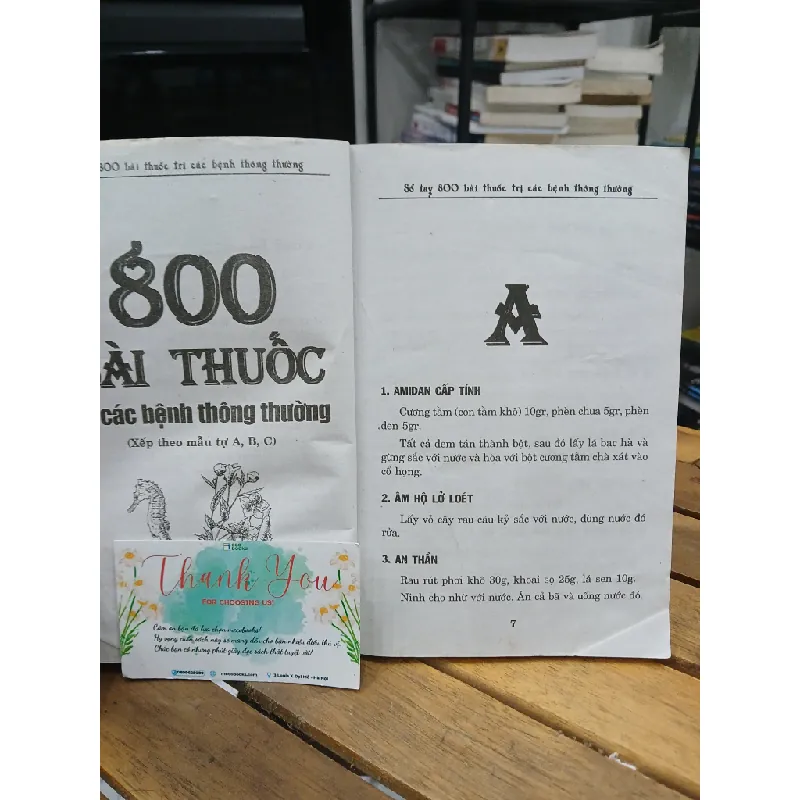 800 bài thuốc trị các bệnh thông thường
800
ÀI THUỐC
các bệnh thông thường
(Xếp theo mẫu tự A, B, C)
Thank You
FOR CHOOSING US!
Sổ tay 800 bài thuốc trị các bệnh thông thường
A
1. AMIDAN CẤP TÍNH
Cương tằm (con tằm khô) 10gr, phèn chua 5gr, phèn
đen 5gr.
Tất cả đem tán thành bột, sau đó lấy lá bạc hà và
gừng sắc với nước và hòa với bột cương tâm chà xát vào
cổ họng.
2. ÂM HỘ LỞ LOÉT
Lấy vỏ cây rau câu kỷ sắc với nước, dùng nước đó
rửa.
3. AN THẦN
Rau rút phơi khô 30g, khoai sọ 25g, lá sen 10g.
Ninh cho nhừ với nước. Ăn cả bã và uống nước đó
7